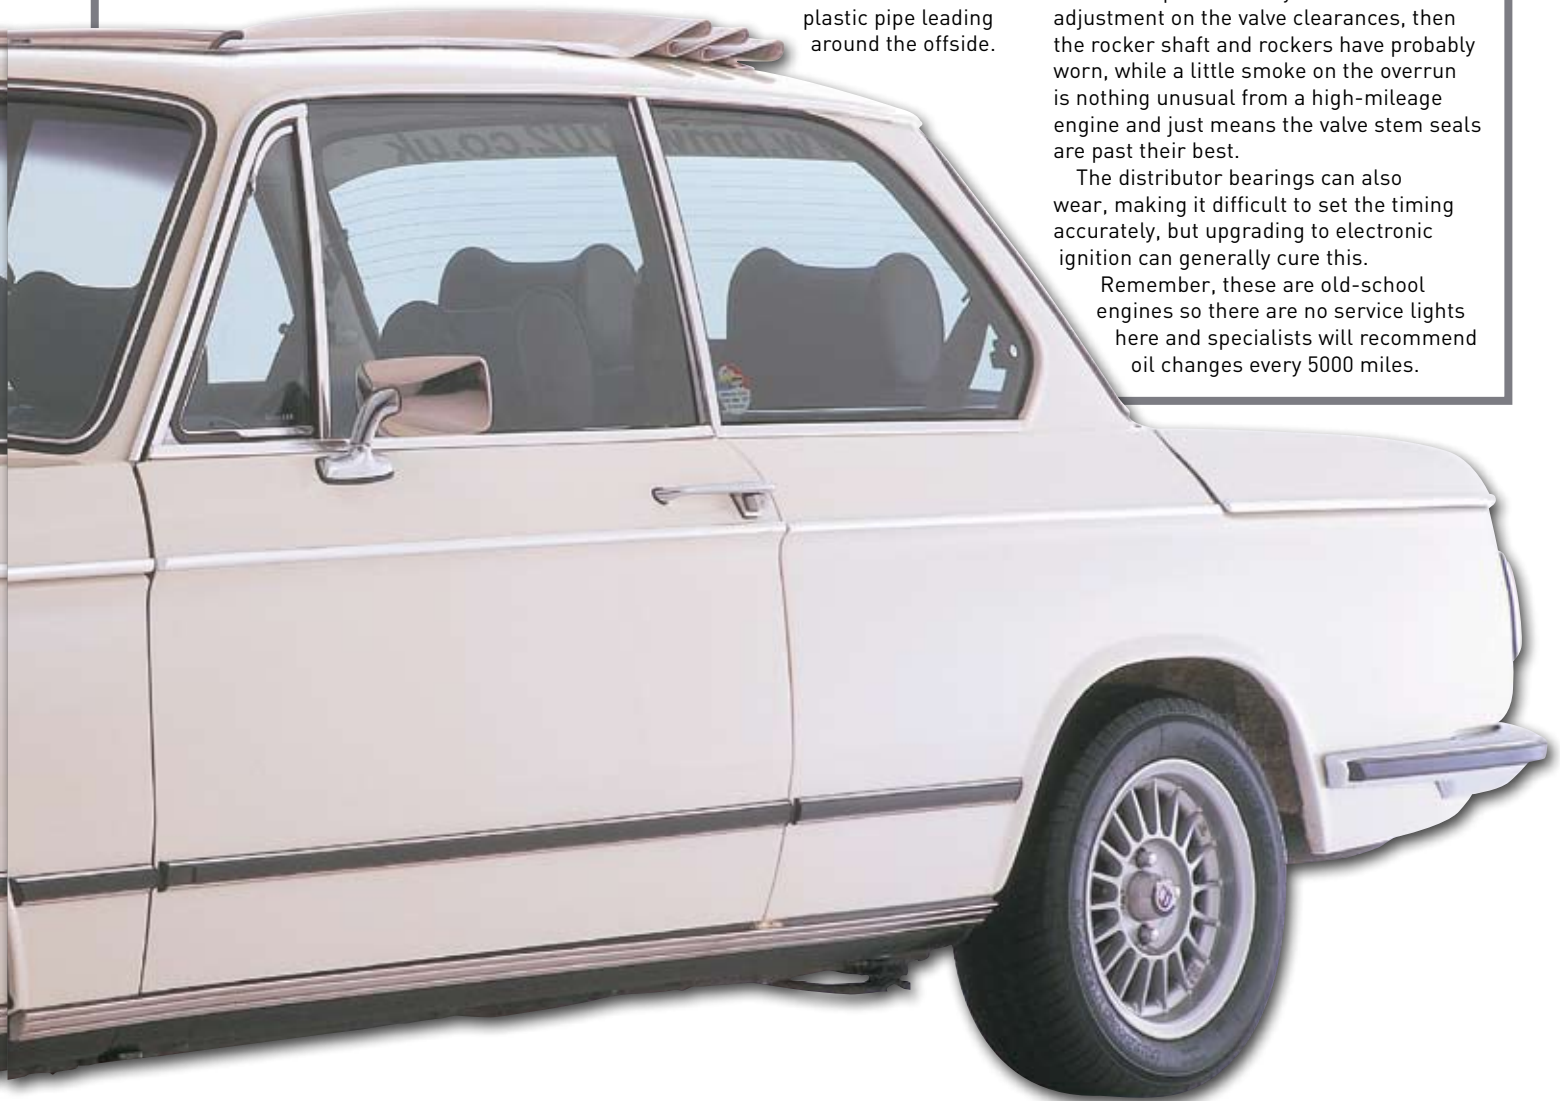 plastic pipe leading
around the offside.
adjustment on the valve clearances, then
the rocker shaft and rockers have probably
worn, while a little smoke on the overrun
is nothing unusual from a high-mileage
engine and just means the valve stem seals
are past their best.
The distributor bearings can also
wear, making it difficult to set the timing
accurately, but upgrading to electronic
ignition can generally cure this.
Remember, these are old-school
engines so there are no service lights
here and specialists will recommend
oil changes every 5000 miles.